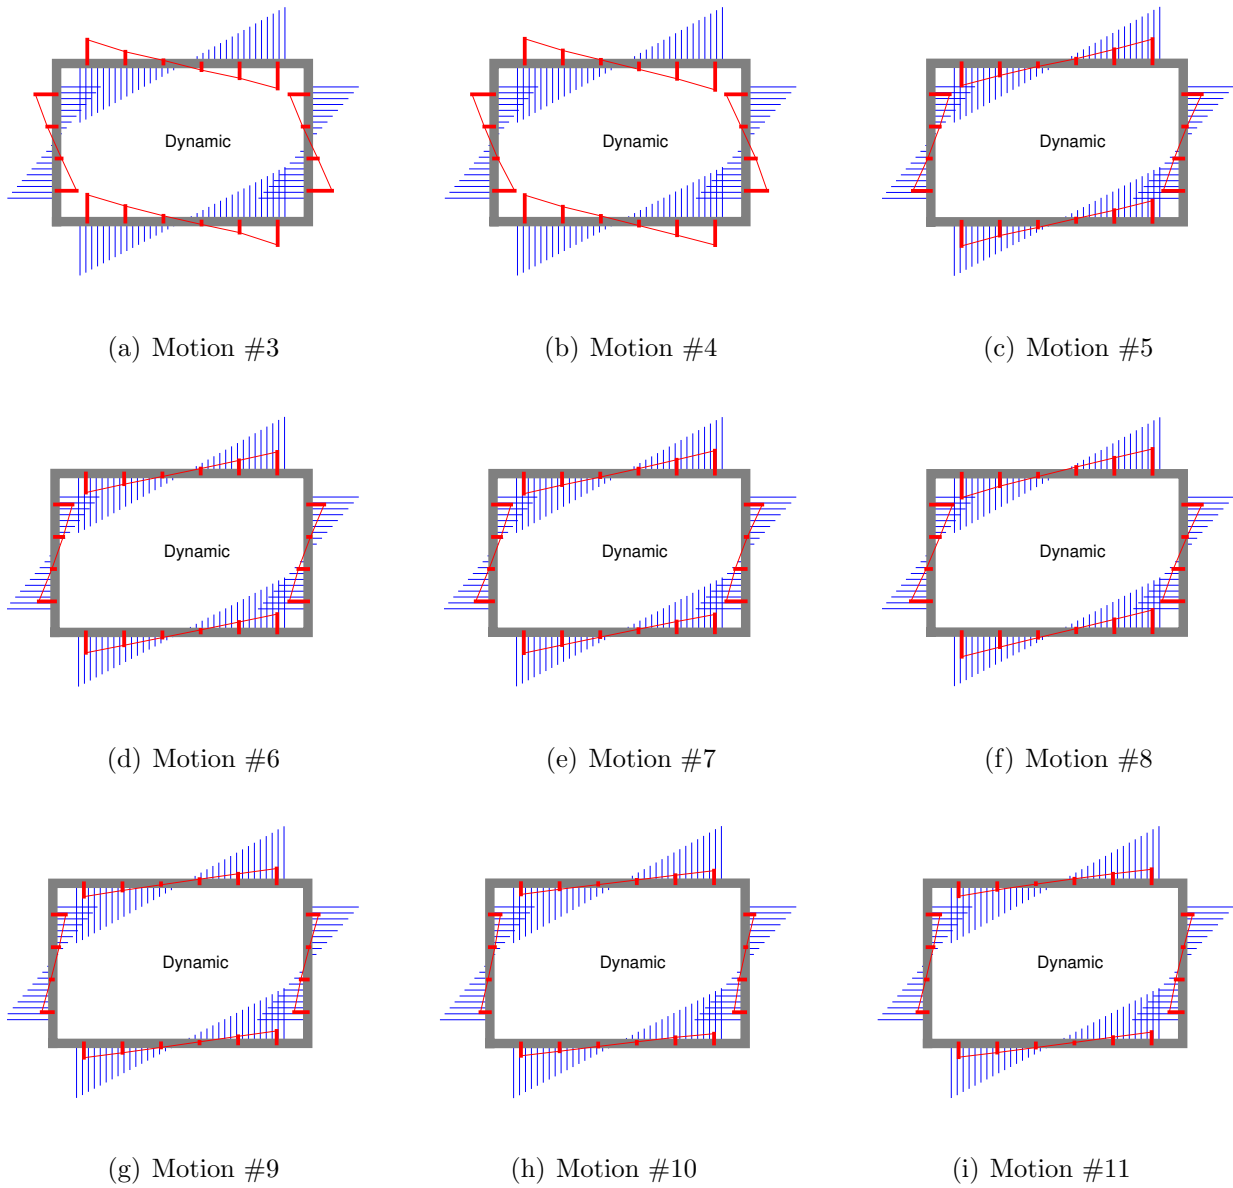 Dynamic Dynamic Dynamic
(a) Motion #3 (b) Motion #4 (c) Motion #5
Dynamic Dynamic Dynamic
(d) Motion #6 (e) Motion #7 (f) Motion #8
Dynamic Dynamic Dynamic
(g) Motion #9 (h) Motion #10 (i) Motion #11